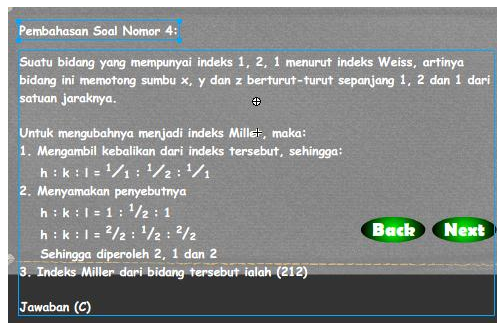 Pembahasan Soal Nomor 4:
Suatu bidang yang mempunyai indeks 1, 2, 1 menurut indeks Weiss, artinya
bidang ini memotong sumbu x, y dan z berturut-turut sepanjang 1, 2 dan 1 dari
satuan jaraknya.
Untuk mengubahnya menjadi indeks Miller, maka:
1. Mengambil kebalikan dari indeks tersebut, sehingga:
h : k : l = 1/1 : 1/2 : 1/1
2. Menyamakan penyebutnya
h : k : l = 1 : 1/2 : 1
h : k : l = 2/2 : 1/2 : 2/2
Sehingga diperoleh 2, 1 dan 2
3. Indeks Miller dari bidang tersebut ialah (212)
Jawaban (C)
Back
Next